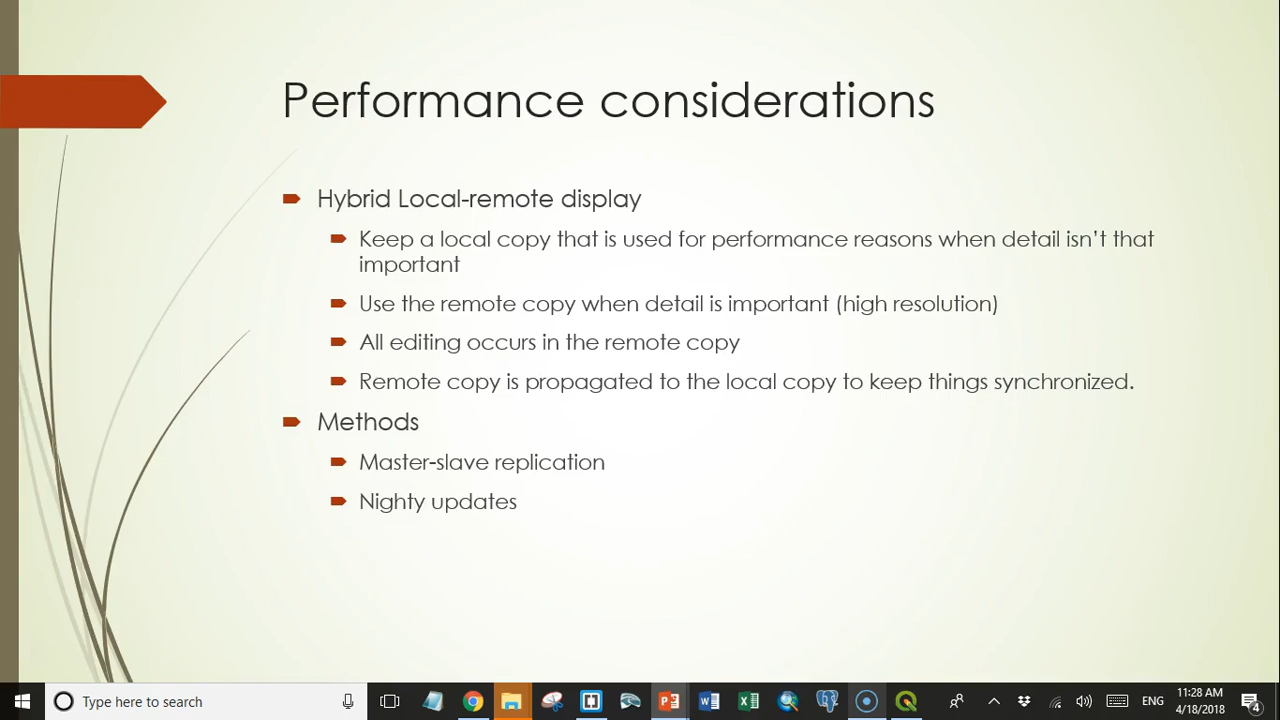 Performance considerations
Hybrid Local-remote display
Keep a local copy that is used for performance reasons when detail isn't that
important
Use the remote copy when detail is important (high resolution)
All editing occurs in the remote copy
Remote copy is propagated to the local copy to keep things synchronized.
Methods
Master-slave replication
Nighty updates
Type here to search
ENG
11:28 AM
4/18/2018
4